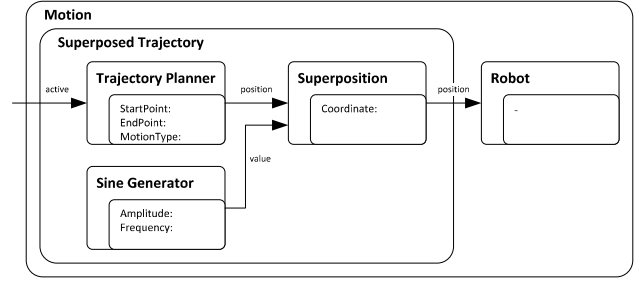 Motion
Superposed Trajectory
active
Trajectory Planner
StartPoint:
EndPoint:
MotionType:
position
Superposition
Coordinate:
position
Robot
-
value
Sine Generator
Amplitude:
Frequency: